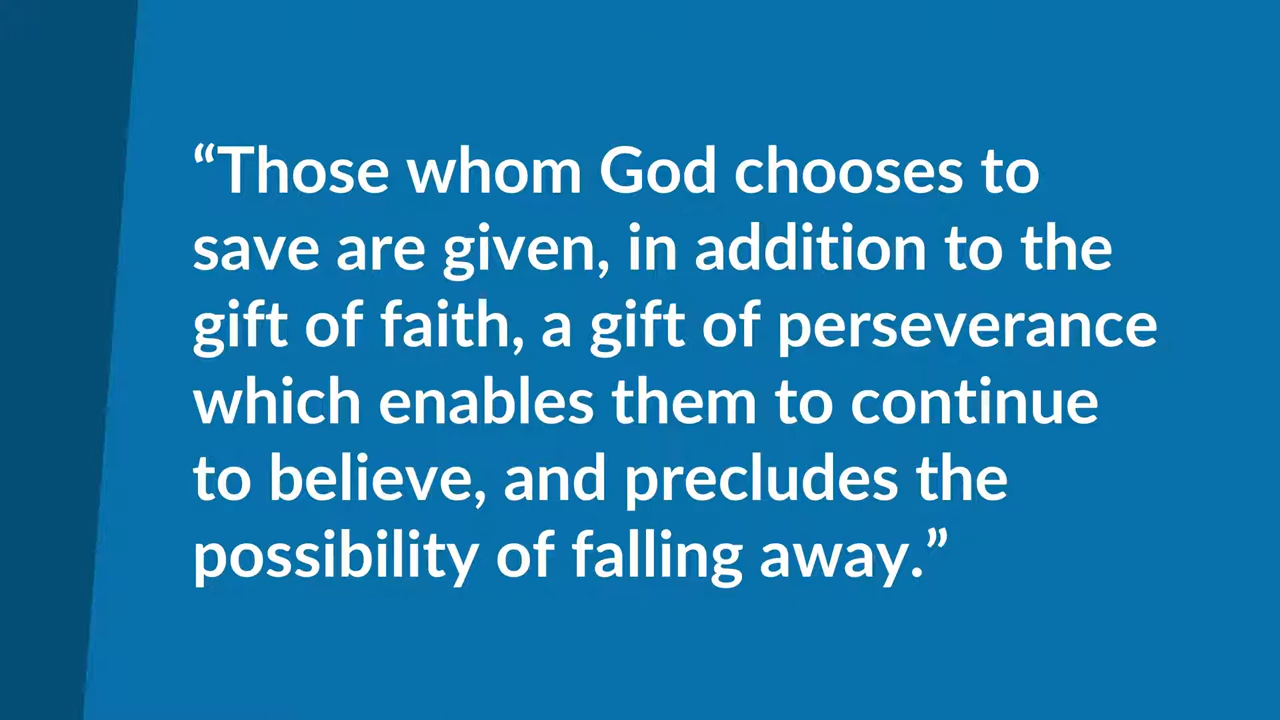 “Those whom God chooses to
save are given, in addition to the
gift of faith, a gift of perseverance
which enables them to continue
to believe, and precludes the
possibility of falling away.”